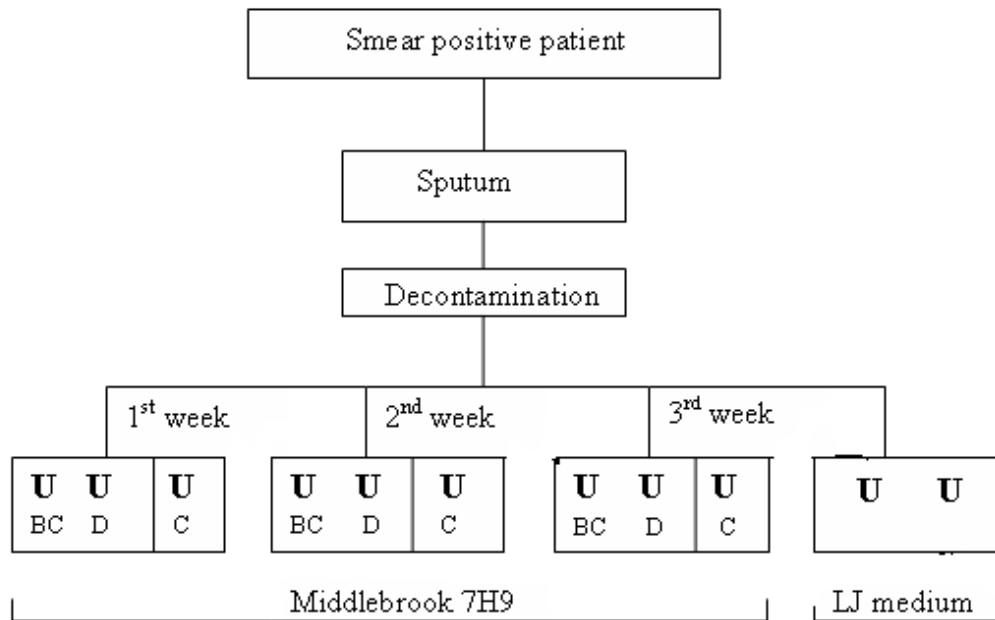 Smear positive patient
Sputum
Decontamination
1st week 2nd week 3rd week
U U U U U U U U U U U
BC D C BC D C BC D C
Middlebrook 7H9 LJ medium